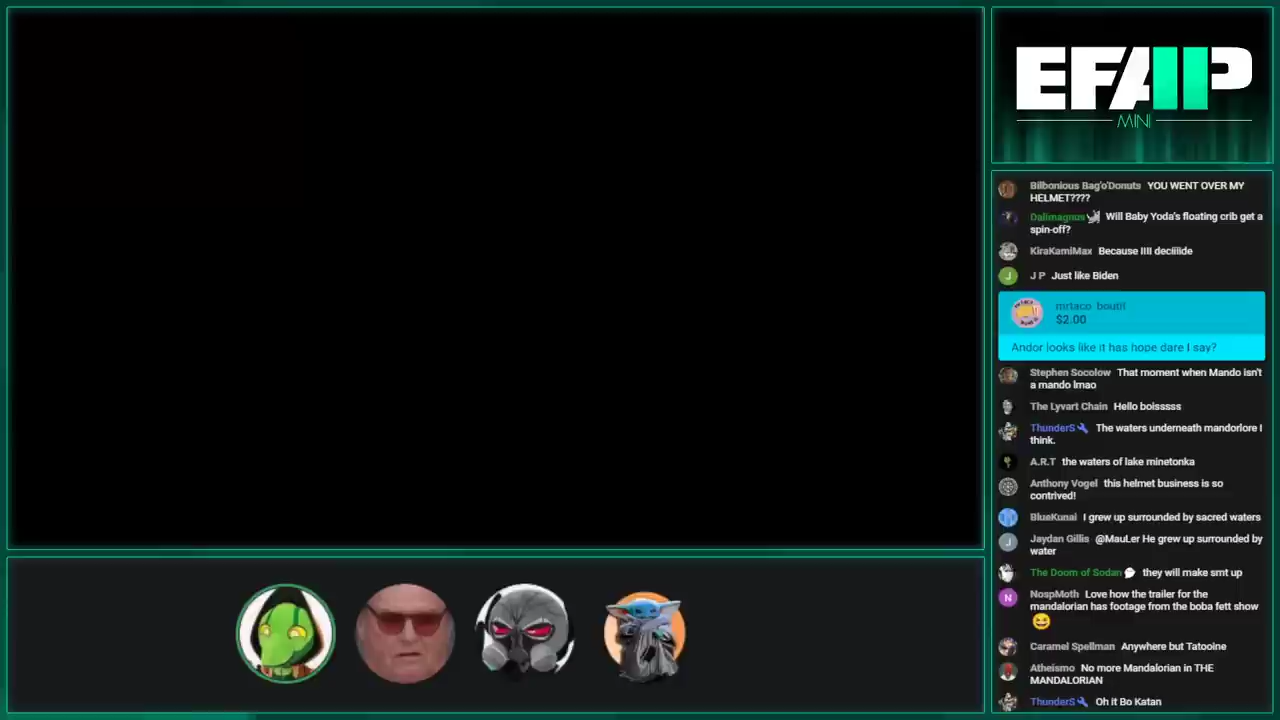 EFAP
MINI
Bilbonious Bag'o'Donuts YOU WENT OVER MY
HELMET????
Dalimagnus Will Baby Yoda's floating crib get a
spin-off?
KiraKamiMax Because IIII deciiiide
J P Just like Biden
mrtaco boutit
$2.00
Andor looks like it has hope dare I say?
Stephen Socolow That moment when Mando isn't
a mando lmao
The Lyvart Chain Hello boisssss
ThunderS The waters underneath mandorlore I
think.
A.R.T the waters of lake minetonka
Anthony Vogel this helmet business is so
contrived!
BlueKunai I grew up surrounded by sacred waters
Jaydan Gillis @MauLer He grew up surrounded by
water
The Doom of Sodan they will make smt up
NospMoth Love how the trailer for the
mandalorian has footage from the boba fett show
Caramel Spellman Anywhere but Tatooine
Atheismo No more Mandalorian in THE
MANDALORIAN
ThunderS Oh it Bo Katan